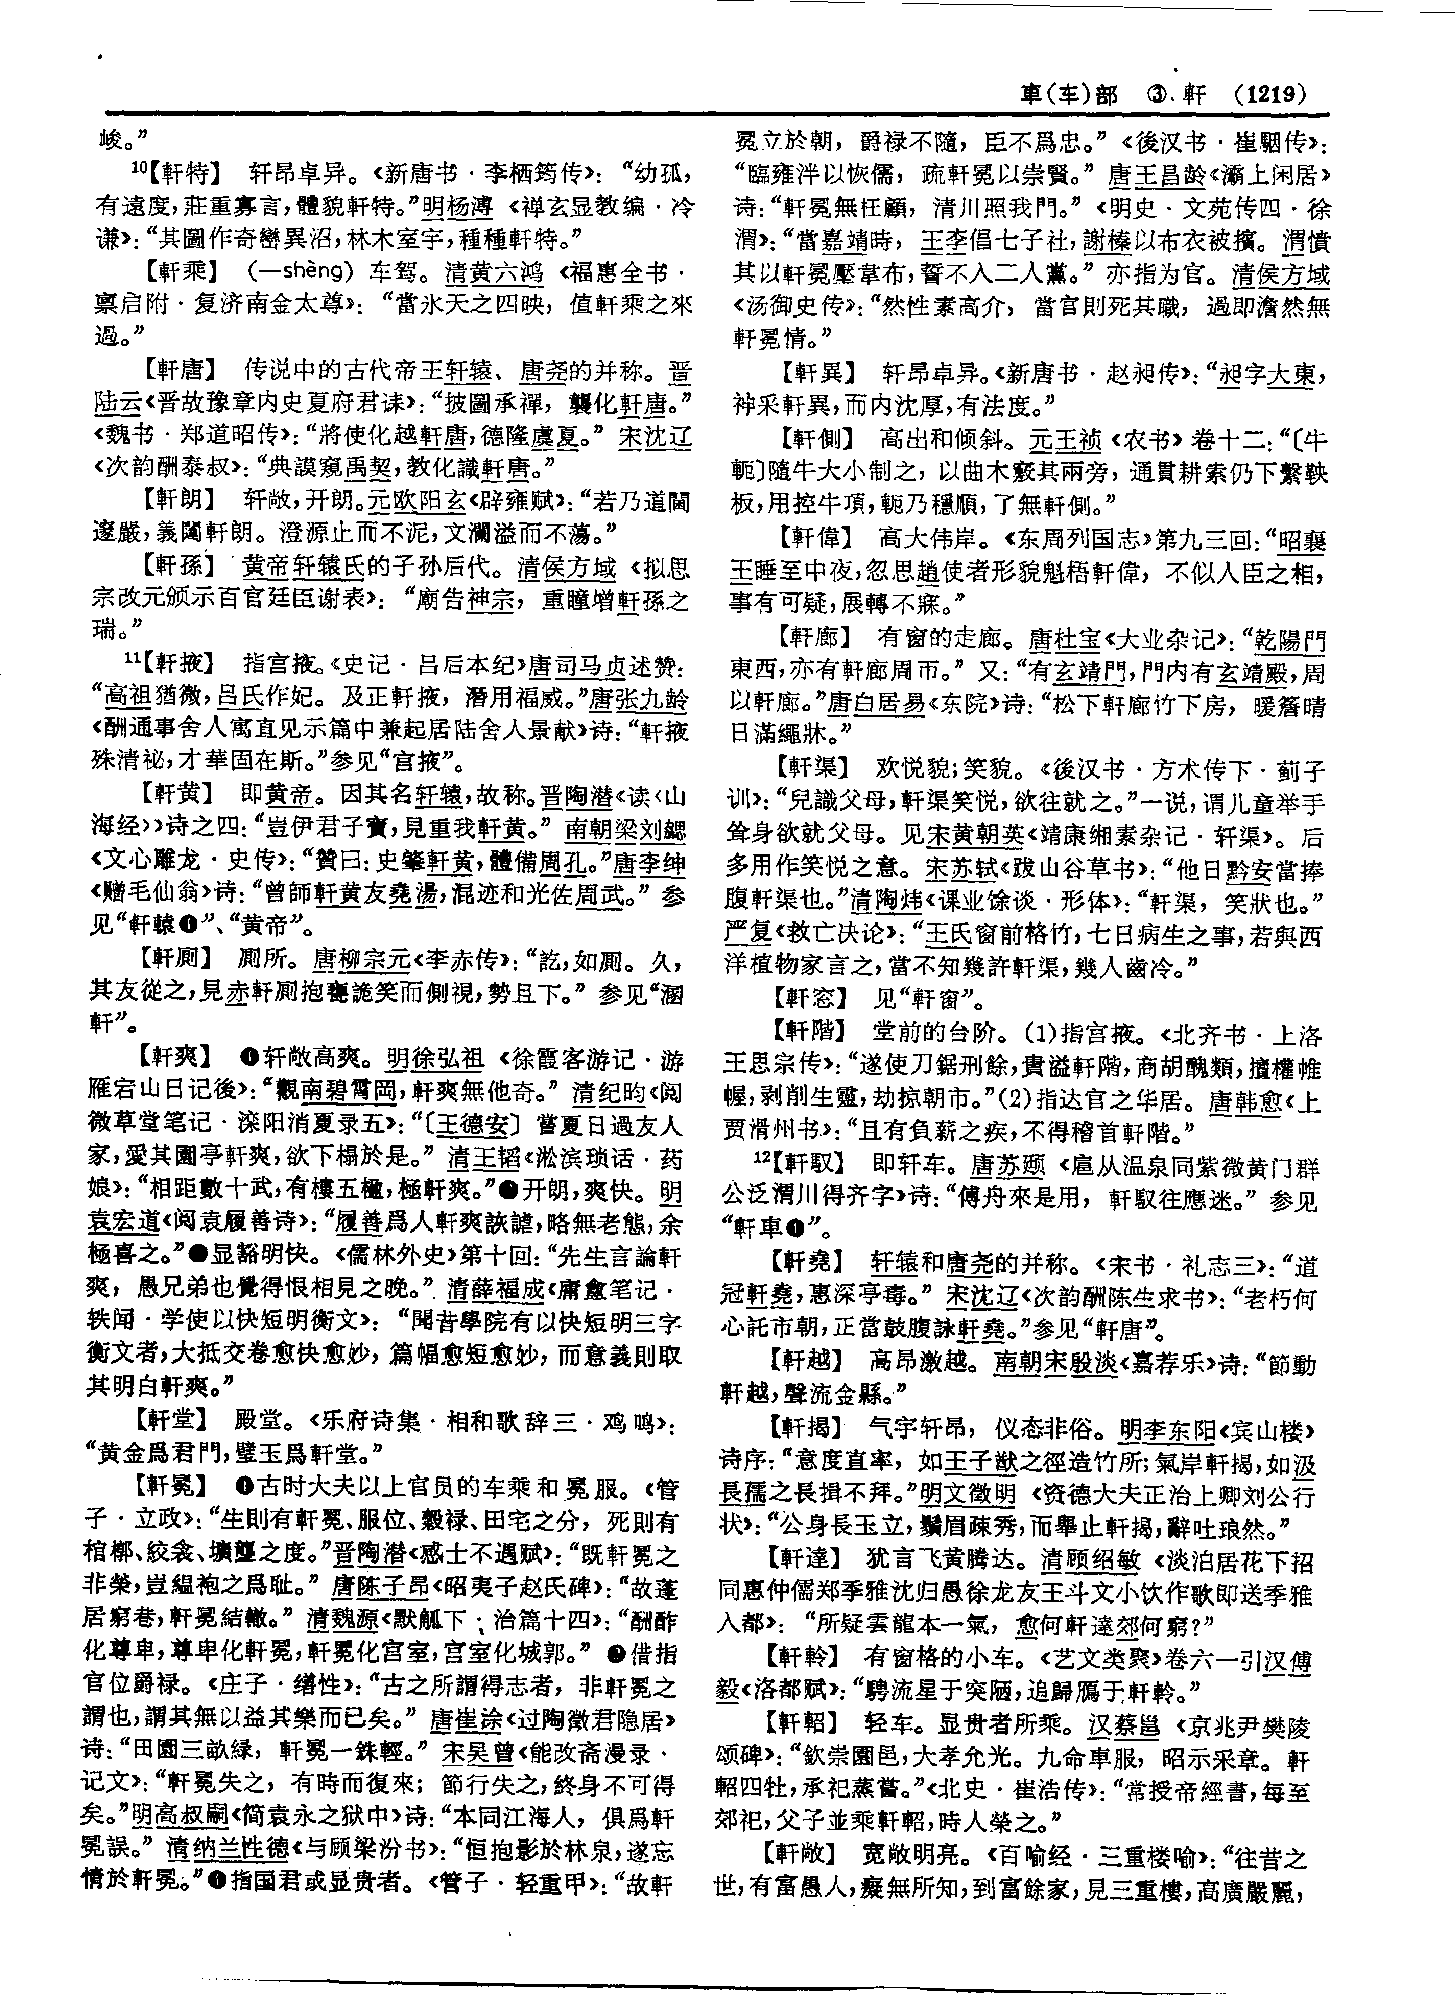 車(车)部 ③ 軒 (1219)
峻。”
¹⁰【軒特】 轩昂卓异。《新唐书·李栖筠传》：“幼孤，
有遠度，莊重寡言，體貌軒特。”明杨溥《禅玄显教编·冷
谦》：“其圖作奇巒異沼，林木室宇，種種軒特。”
【軒乘】 (—shèng) 车驾。清黄六鸿《福惠全书·
禀启附·复济南金太尊》：“當氷天之四映，值軒乘之來
過。”
【軒唐】 传说中的古代帝王轩辕、唐尧的并称。晋
陆云《晋故豫章内史夏府君诔》：“披圖承禪，襲化軒唐。”
《魏书·郑道昭传》：“將使化越軒唐，德隆虞夏。” 宋沈辽
《次韵酬泰叔》：“典謨窺禹契，教化識軒唐。”
【軒朗】 轩敞，开朗。元欧阳玄《辟雍赋》：“若乃道閫
邃嚴，義閫軒朗。澄源止而不泥，文瀾溢而不蕩。”
【軒孫】 黄帝轩辕氏的子孙后代。清侯方域《拟思
宗改元颁示百官廷臣谢表》：“廟告神宗，重瞳增軒孫之
瑞。”
¹¹【軒掖】 指宫掖。《史记·吕后本纪》唐司马贞述赞：
“高祖猶微，吕氏作妃。及正軒掖，潛用福威。”唐张九龄
《酬通事舍人寓直见示篇中兼起居陆舍人景献》诗：“軒掖
殊清祕，才華固在斯。”参见“宫掖”。
【軒黄】 即黄帝。因其名轩辕，故称。晋陶潜《读〈山
海经〉》诗之四：“豈伊君子寶，見重我軒黄。” 南朝梁刘勰
《文心雕龙·史传》：“贊曰：史肇軒黄，體備周孔。”唐李绅
《赠毛仙翁》诗：“曾師軒黄友堯湯，混迹和光佐周武。” 参
见“軒轅❶”、“黄帝”。
【軒厠】 厕所。唐柳宗元《李赤传》：“訖，如厠。久，
其友從之，見赤軒厠抱甕詭笑而側視，勢且下。” 参见“溷
軒”。
【軒爽】 ❶轩敞高爽。明徐弘祖《徐霞客游记·游
雁宕山日记後》：“觀南碧霄岡，軒爽無他奇。” 清纪昀《阅
微草堂笔记·滦阳消夏录五》：“〔王德安〕嘗夏日過友人
家，愛其園亭軒爽，欲下榻於是。” 清王韬《淞滨琐话·药
娘》：“相距數十武，有樓五楹，極軒爽。”❷开朗，爽快。明
袁宏道《阅袁履善诗》：“履善爲人軒爽詼謔，略無老態，余
極喜之。”❸显豁明快。《儒林外史》第十回：“先生言論軒
爽，愚兄弟也覺得恨相見之晚。” 清薛福成《庸盦笔记·
轶闻·学使以快短明衡文》：“聞昔學院有以快短明三字
衡文者，大抵交卷愈快愈妙，篇幅愈短愈妙，而意義則取
其明白軒爽。”
【軒堂】 殿堂。《乐府诗集·相和歌辞三·鸡鸣》：
“黄金爲君門，璧玉爲軒堂。”
【軒冕】 ❶古时大夫以上官员的车乘和冕服。《管
子·立政》：“生則有軒冕、服位、穀禄、田宅之分，死則有
棺槨、絞衾、壙壟之度。”晋陶潜《感士不遇赋》：“既軒冕之
非榮，豈緼袍之爲耻。” 唐陈子昂《昭夷子赵氏碑》：“故蓬
居窮巷，軒冕結轍。” 清魏源《默觚下·治篇十四》：“酬酢
化尊卑，尊卑化軒冕，軒冕化宫室，宫室化城郭。” ❷借指
官位爵禄。《庄子·缮性》：“古之所謂得志者，非軒冕之
謂也，謂其無以益其樂而已矣。” 唐崔涂《过陶徵君隐居》
诗：“田園三畝緑，軒冕一銖輕。” 宋吴曾《能改斋漫录·
记文》：“軒冕失之，有時而復來；節行失之，終身不可得
矣。”明高叔嗣《简袁永之狱中》诗：“本同江海人，俱爲軒
冕誤。” 清纳兰性德《与顾梁汾书》：“恒抱影於林泉，遂忘
情於軒冕。”❸指国君或显贵者。《管子·轻重甲》：“故軒
冕立於朝，爵禄不隨，臣不爲忠。” 《後汉书·崔駰传》：
“臨雍泮以恢儒，疏軒冕以崇賢。” 唐王昌龄《灞上闲居》
诗：“軒冕無枉顧，清川照我門。” 《明史·文苑传四·徐
渭》：“當嘉靖時，王李倡七子社，謝榛以布衣被擯。渭憤
其以軒冕壓韋布，誓不入二人黨。” 亦指为官。清侯方域
《汤御史传》：“然性素高介，當官則死其職，過即澹然無
軒冕情。”
【軒異】 轩昂卓异。《新唐书·赵昶传》：“昶字大東，
神采軒異，而内沈厚，有法度。”
【軒側】 高出和倾斜。元王祯《农书》卷十二：“〔牛
軛〕隨牛大小制之，以曲木竅其兩旁，通貫耕索仍下繫鞅
板，用控牛項，軛乃穩順，了無軒側。”
【軒偉】 高大伟岸。《东周列国志》第九三回：“昭襄
王睡至中夜，忽思趙使者形貌魁梧軒偉，不似人臣之相，
事有可疑，展轉不寐。”
【軒廊】 有窗的走廊。唐杜宝《大业杂记》：“乾陽門
東西，亦有軒廊周帀。” 又：“有玄靖門，門内有玄靖殿，周
以軒廊。”唐白居易《东院》诗：“松下軒廊竹下房，暖簷晴
日滿繩牀。”
【軒渠】 欢悦貌；笑貌。《後汉书·方术传下·蓟子
训》：“兒識父母，軒渠笑悦，欲往就之。”一说，谓儿童举手
耸身欲就父母。见宋黄朝英《靖康缃素杂记·轩渠》。后
多用作笑悦之意。宋苏轼《跋山谷草书》：“他日黔安當捧
腹軒渠也。”清陶炜《课业馀谈·形体》：“軒渠，笑狀也。”
严复《救亡决论》：“王氏窗前格竹，七日病生之事，若與西
洋植物家言之，當不知幾許軒渠，幾人齒冷。”
【軒窓】 见“軒窗”。
【軒階】 堂前的台阶。(1)指宫掖。《北齐书·上洛
王思宗传》：“遂使刀鋸刑餘，貴溢軒階，商胡醜類，擅權帷
幄，剥削生靈，劫掠朝市。”(2)指达官之华居。唐韩愈《上
贾滑州书》：“且有負薪之疾，不得稽首軒階。”
¹²【軒馭】 即轩车。唐苏颋《扈从温泉同紫微黄门群
公泛渭川得齐字》诗：“傅舟來是用，軒馭往應迷。” 参见
“軒車❶”。
【軒堯】 轩辕和唐尧的并称。《宋书·礼志三》：“道
冠軒堯，惠深亭毒。” 宋沈辽《次韵酬陈生求书》：“老朽何
心託市朝，正當鼓腹詠軒堯。”参见“軒唐”。
【軒越】 高昂激越。南朝宋殷淡《嘉荐乐》诗：“節動
軒越，聲流金縣。”
【軒揭】 气宇轩昂，仪态非俗。明李东阳《宾山楼》
诗序：“意度直率，如王子猷之徑造竹所；氣岸軒揭，如汲
長孺之長揖不拜。”明文徵明《资德大夫正治上卿刘公行
状》：“公身長玉立，鬚眉疎秀，而舉止軒揭，辭吐琅然。”
【軒達】 犹言飞黄腾达。清顾绍敏《淡泊居花下招
同惠仲儒郑季雅沈归愚徐龙友王斗文小饮作歌即送季雅
入都》：“所疑雲龍本一氣，愈何軒達郊何窮？”
【軒軨】 有窗格的小车。《艺文类聚》卷六一引汉傅
毅《洛都赋》：“騁流星于突陋，追歸鴈于軒軨。”
【軒軺】 轻车。显贵者所乘。汉蔡邕《京兆尹樊陵
颂碑》：“欽崇園邑，大孝允光。九命車服，昭示采章。軒
軺四牡，承祀蒸嘗。”《北史·崔浩传》：“常授帝經書，每至
郊祀，父子並乘軒軺，時人榮之。”
【軒敞】 宽敞明亮。《百喻经·三重楼喻》：“往昔之
世，有富愚人，癡無所知，到富餘家，見三重樓，高廣嚴麗，